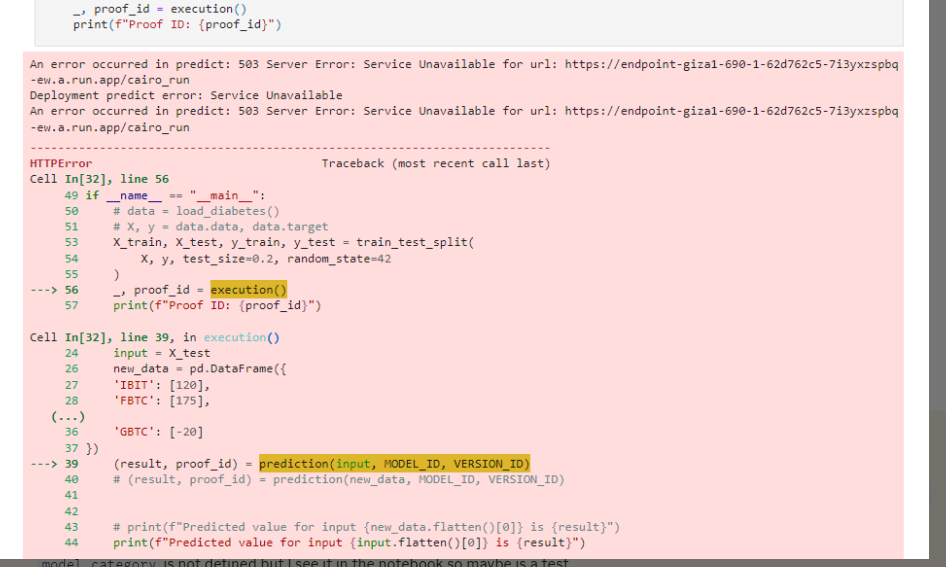 _, proof_id = execution()
print(f"Proof ID: {proof_id}")
An error occurred in predict: 503 Server Error: Service Unavailable for url: https://endpoint-giza1-690-1-62d762c5-7i3yxzspbq
-ew.a.run.app/cairo_run
Deployment predict error: Service Unavailable
An error occurred in predict: 503 Server Error: Service Unavailable for url: https://endpoint-giza1-690-1-62d762c5-7i3yxzspbq
-ew.a.run.app/cairo_run
---------------------------------------------------------------------------
HTTPError                                 Traceback (most recent call last)
Cell In[32], line 56
     49 if __name__ == "__main__":
     50     # data = load_diabetes()
     51     # X, y = data.data, data.target
     53     X_train, X_test, y_train, y_test = train_test_split(
     54         X, y, test_size=0.2, random_state=42
     55     )
---> 56     _, proof_id = execution()
     57     print(f"Proof ID: {proof_id}")
Cell In[32], line 39, in execution()
     24     input = X_test
     26     new_data = pd.DataFrame({
     27     'IBIT': [120],
     28     'FBTC': [175],
   (...)
     36     'GBTC': [-20]
     37 })
---> 39     (result, proof_id) = prediction(input, MODEL_ID, VERSION_ID)
     40     # (result, proof_id) = prediction(new_data, MODEL_ID, VERSION_ID)
     41
     42
     43     # print(f"Predicted value for input {new_data.flatten()[0]} is {result}")
     44     print(f"Predicted value for input {input.flatten()[0]} is {result}")
model_category is not defined but I see it in the notebook so maybe is a test